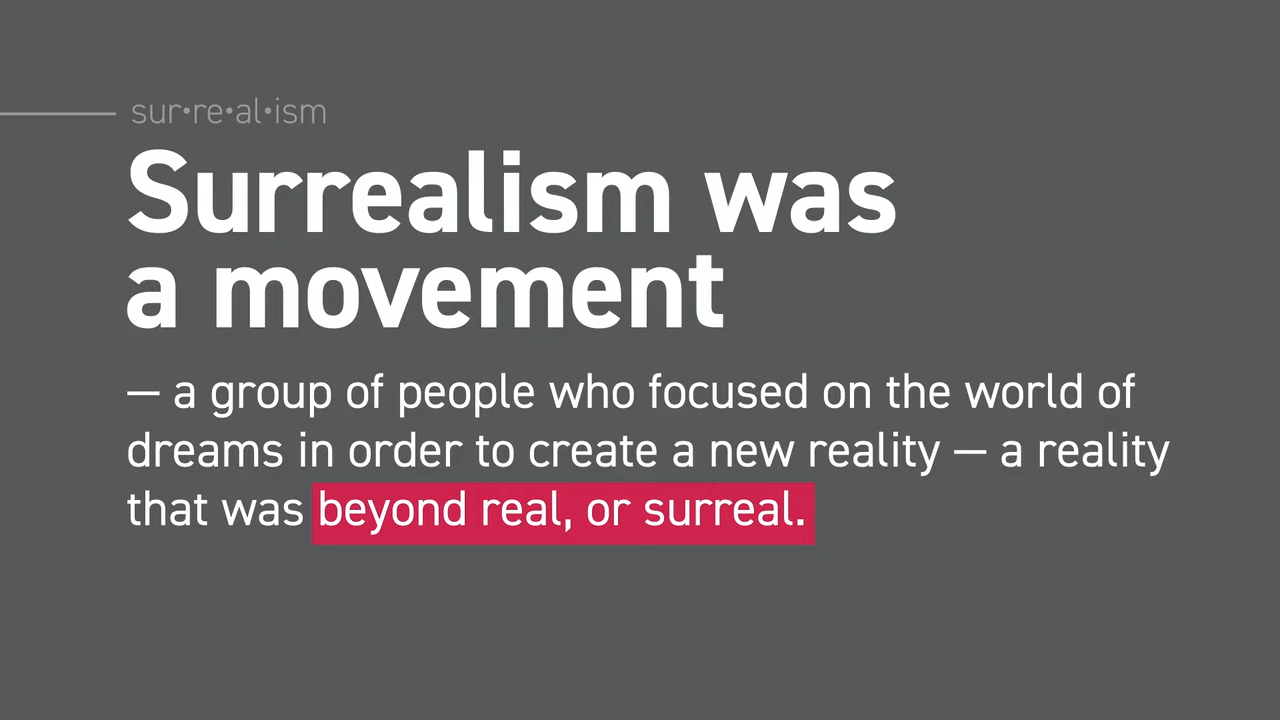 sur•re•al•ism
Surrealism was
a movement
— a group of people who focused on the world of
dreams in order to create a new reality — a reality
that was beyond real, or surreal.